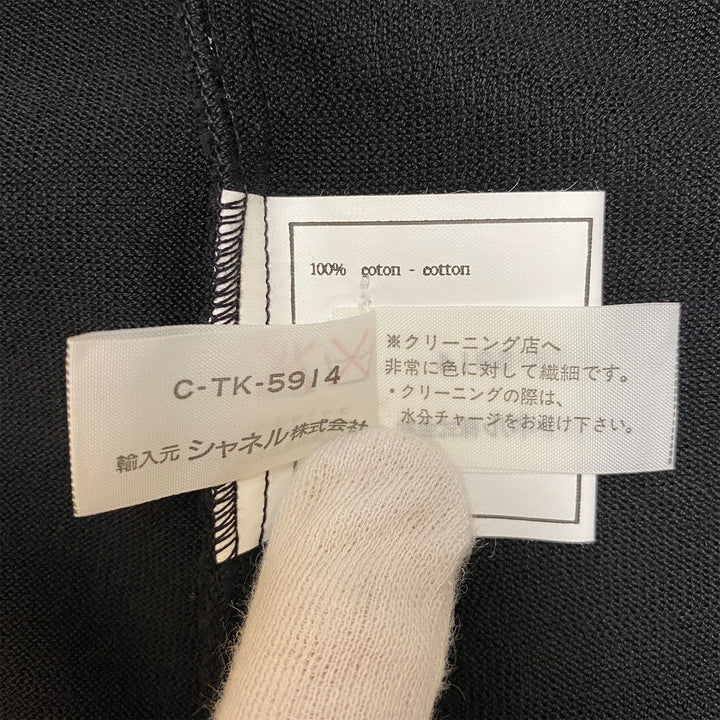 100% coton - cotton
C-TK-5914
輸入元 シャネル株式会社
※クリーニング店へ
非常に色に対して繊細です。
・クリーニングの際は、
水分チャージをお避け下さい。